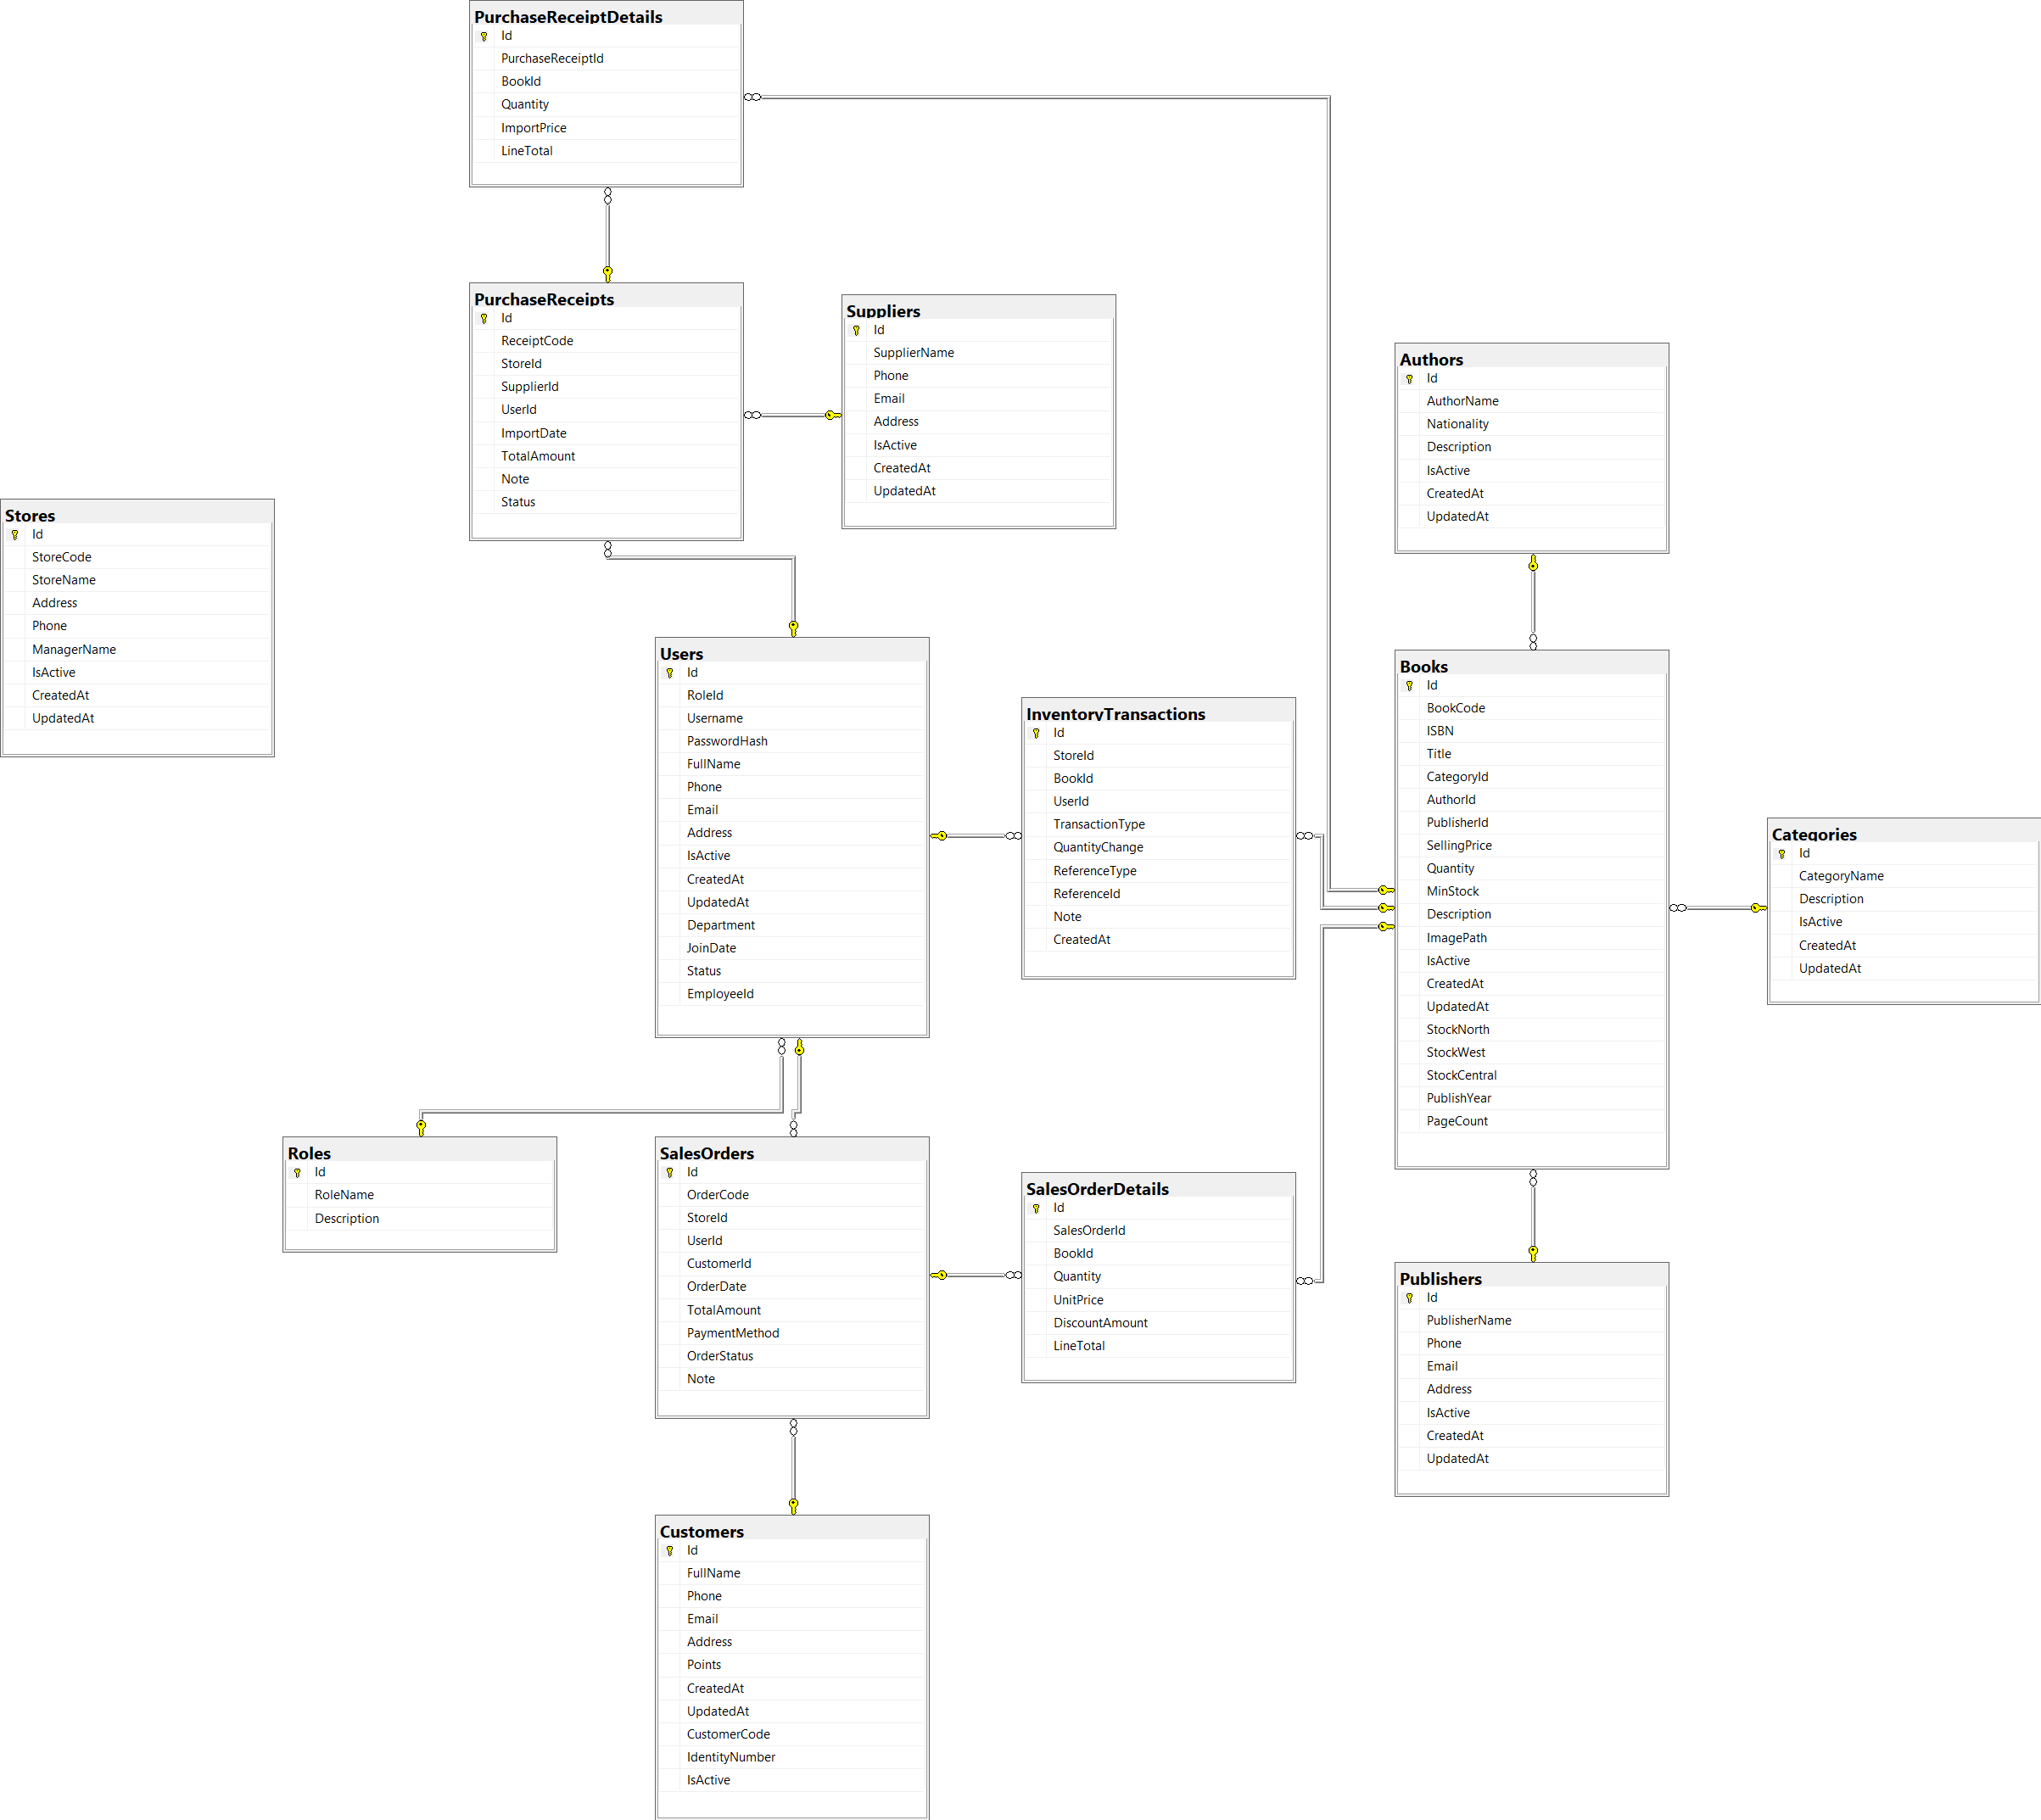 PurchaseReceiptDetails
Id
PurchaseReceiptId
BookId
Quantity
ImportPrice
LineTotal
PurchaseReceipts
Id
ReceiptCode
StoreId
SupplierId
UserId
ImportDate
TotalAmount
Note
Status
Suppliers
Id
SupplierName
Phone
Email
Address
IsActive
CreatedAt
UpdatedAt
Authors
Id
AuthorName
Nationality
Description
IsActive
CreatedAt
UpdatedAt
Stores
Id
StoreCode
StoreName
Address
Phone
ManagerName
IsActive
CreatedAt
UpdatedAt
Users
Id
RoleId
Username
PasswordHash
FullName
Phone
Email
Address
IsActive
CreatedAt
UpdatedAt
Department
JoinDate
Status
EmployeeId
InventoryTransactions
Id
StoreId
BookId
UserId
TransactionType
QuantityChange
ReferenceType
ReferenceId
Note
CreatedAt
Books
Id
BookCode
ISBN
Title
CategoryId
AuthorId
PublisherId
SellingPrice
Quantity
MinStock
Description
ImagePath
IsActive
CreatedAt
UpdatedAt
StockNorth
StockWest
StockCentral
PublishYear
PageCount
Categories
Id
CategoryName
Description
IsActive
CreatedAt
UpdatedAt
Roles
Id
RoleName
Description
SalesOrders
Id
OrderCode
StoreId
UserId
CustomerId
OrderDate
TotalAmount
PaymentMethod
OrderStatus
Note
SalesOrderDetails
Id
SalesOrderId
BookId
Quantity
UnitPrice
DiscountAmount
LineTotal
Publishers
Id
PublisherName
Phone
Email
Address
IsActive
CreatedAt
UpdatedAt
Customers
Id
FullName
Phone
Email
Address
Points
CreatedAt
UpdatedAt
CustomerCode
IdentityNumber
IsActive